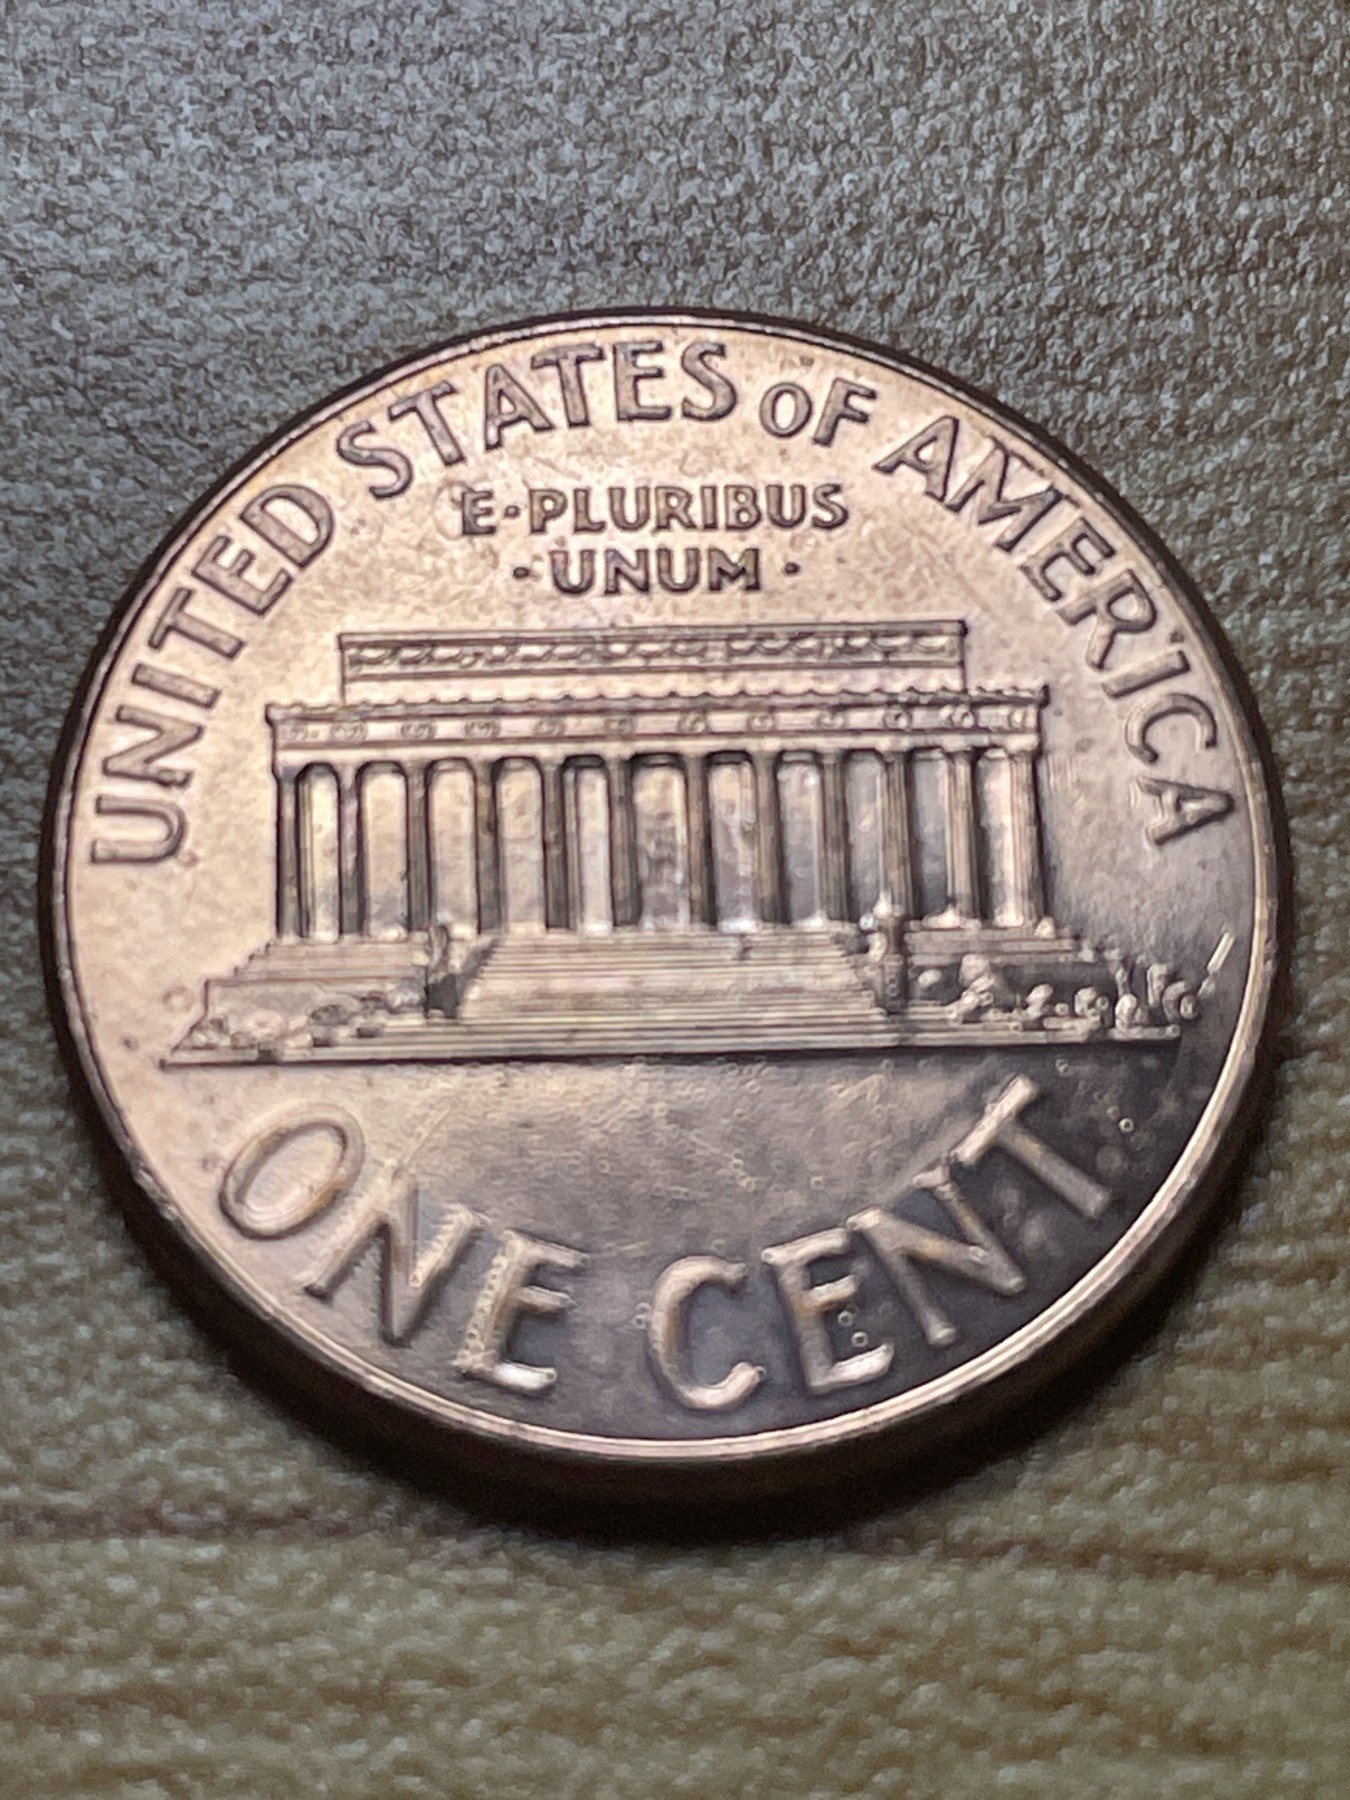 UNITED STATES OF AMERICA
E·PLURIBUS
·UNUM·
ONE CENT